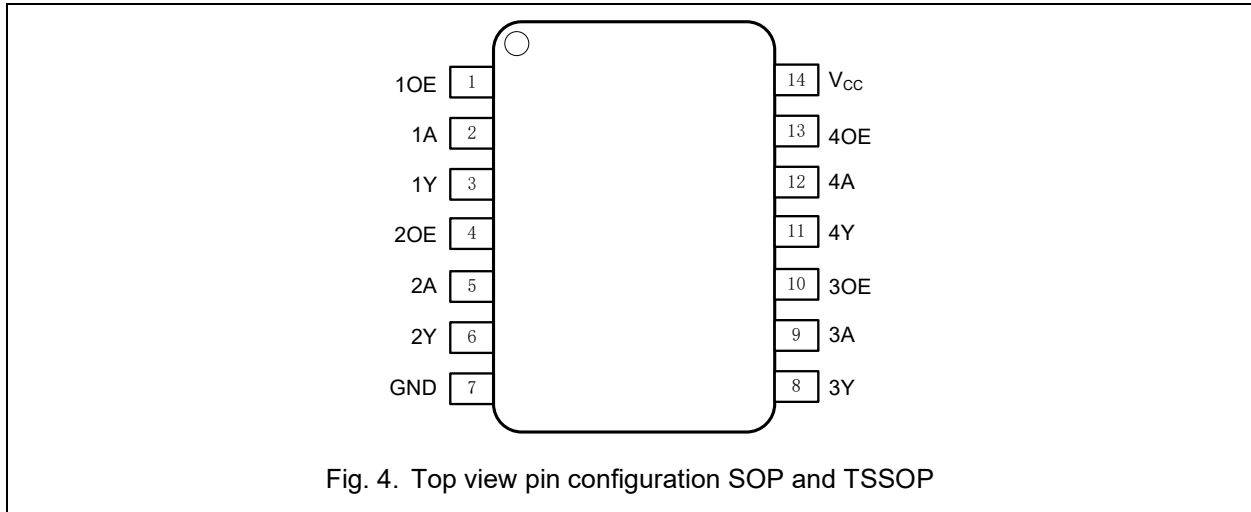 1OE 1 14 VCC
1A 2 13 4OE
1Y 3 12 4A
2OE 4 11 4Y
2A 5 10 3OE
2Y 6 9 3A
GND 7 8 3Y
Fig. 4. Top view pin configuration SOP and TSSOP